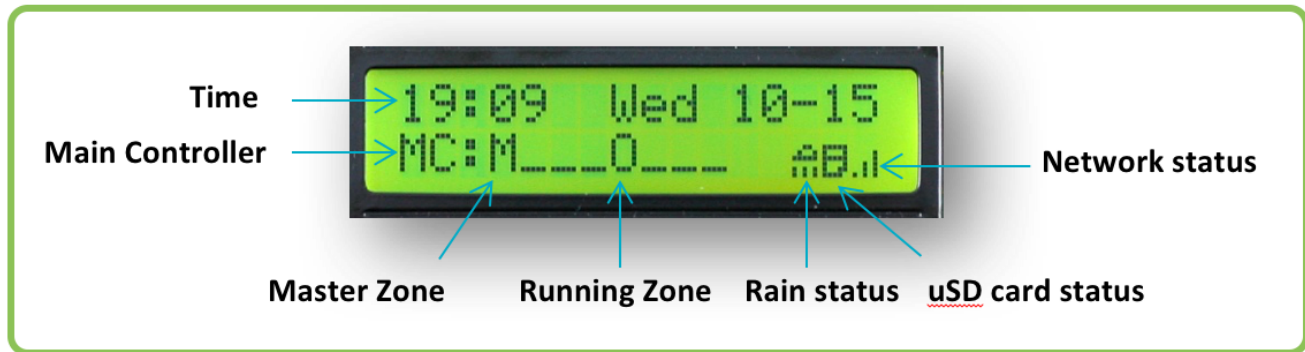 Time
19:09 Wed 10-15
Main Controller
MC:M___O___
Network status
Master Zone
Running Zone
Rain status
uSD card status